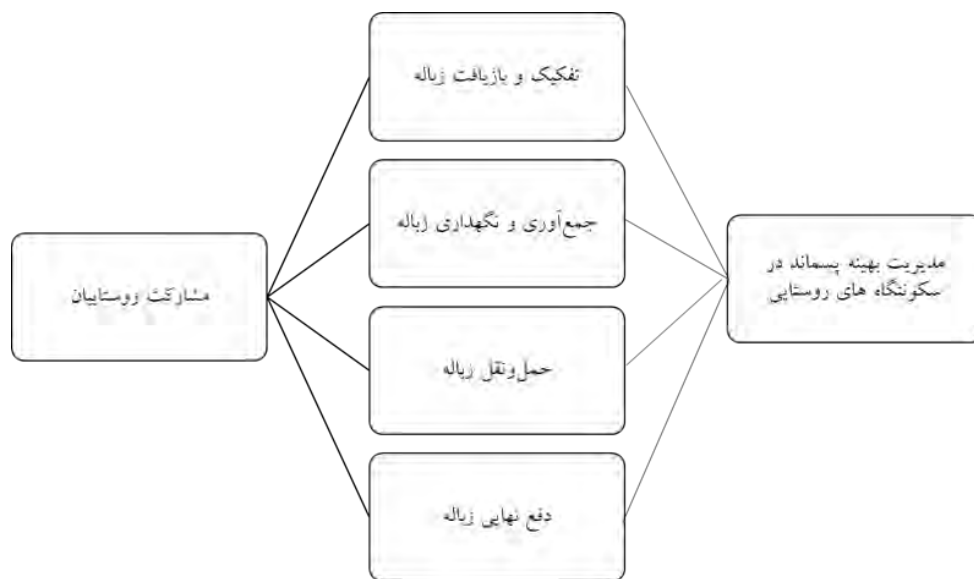 تفکیک و بازیافت زباله
جمع‌آوری و نگهداری زباله
مدیریت بهینه پسماند در
سکونتگاه های روستایی
مشارکت روستاییان
حمل‌ونقل زباله
دفع نهایی زباله